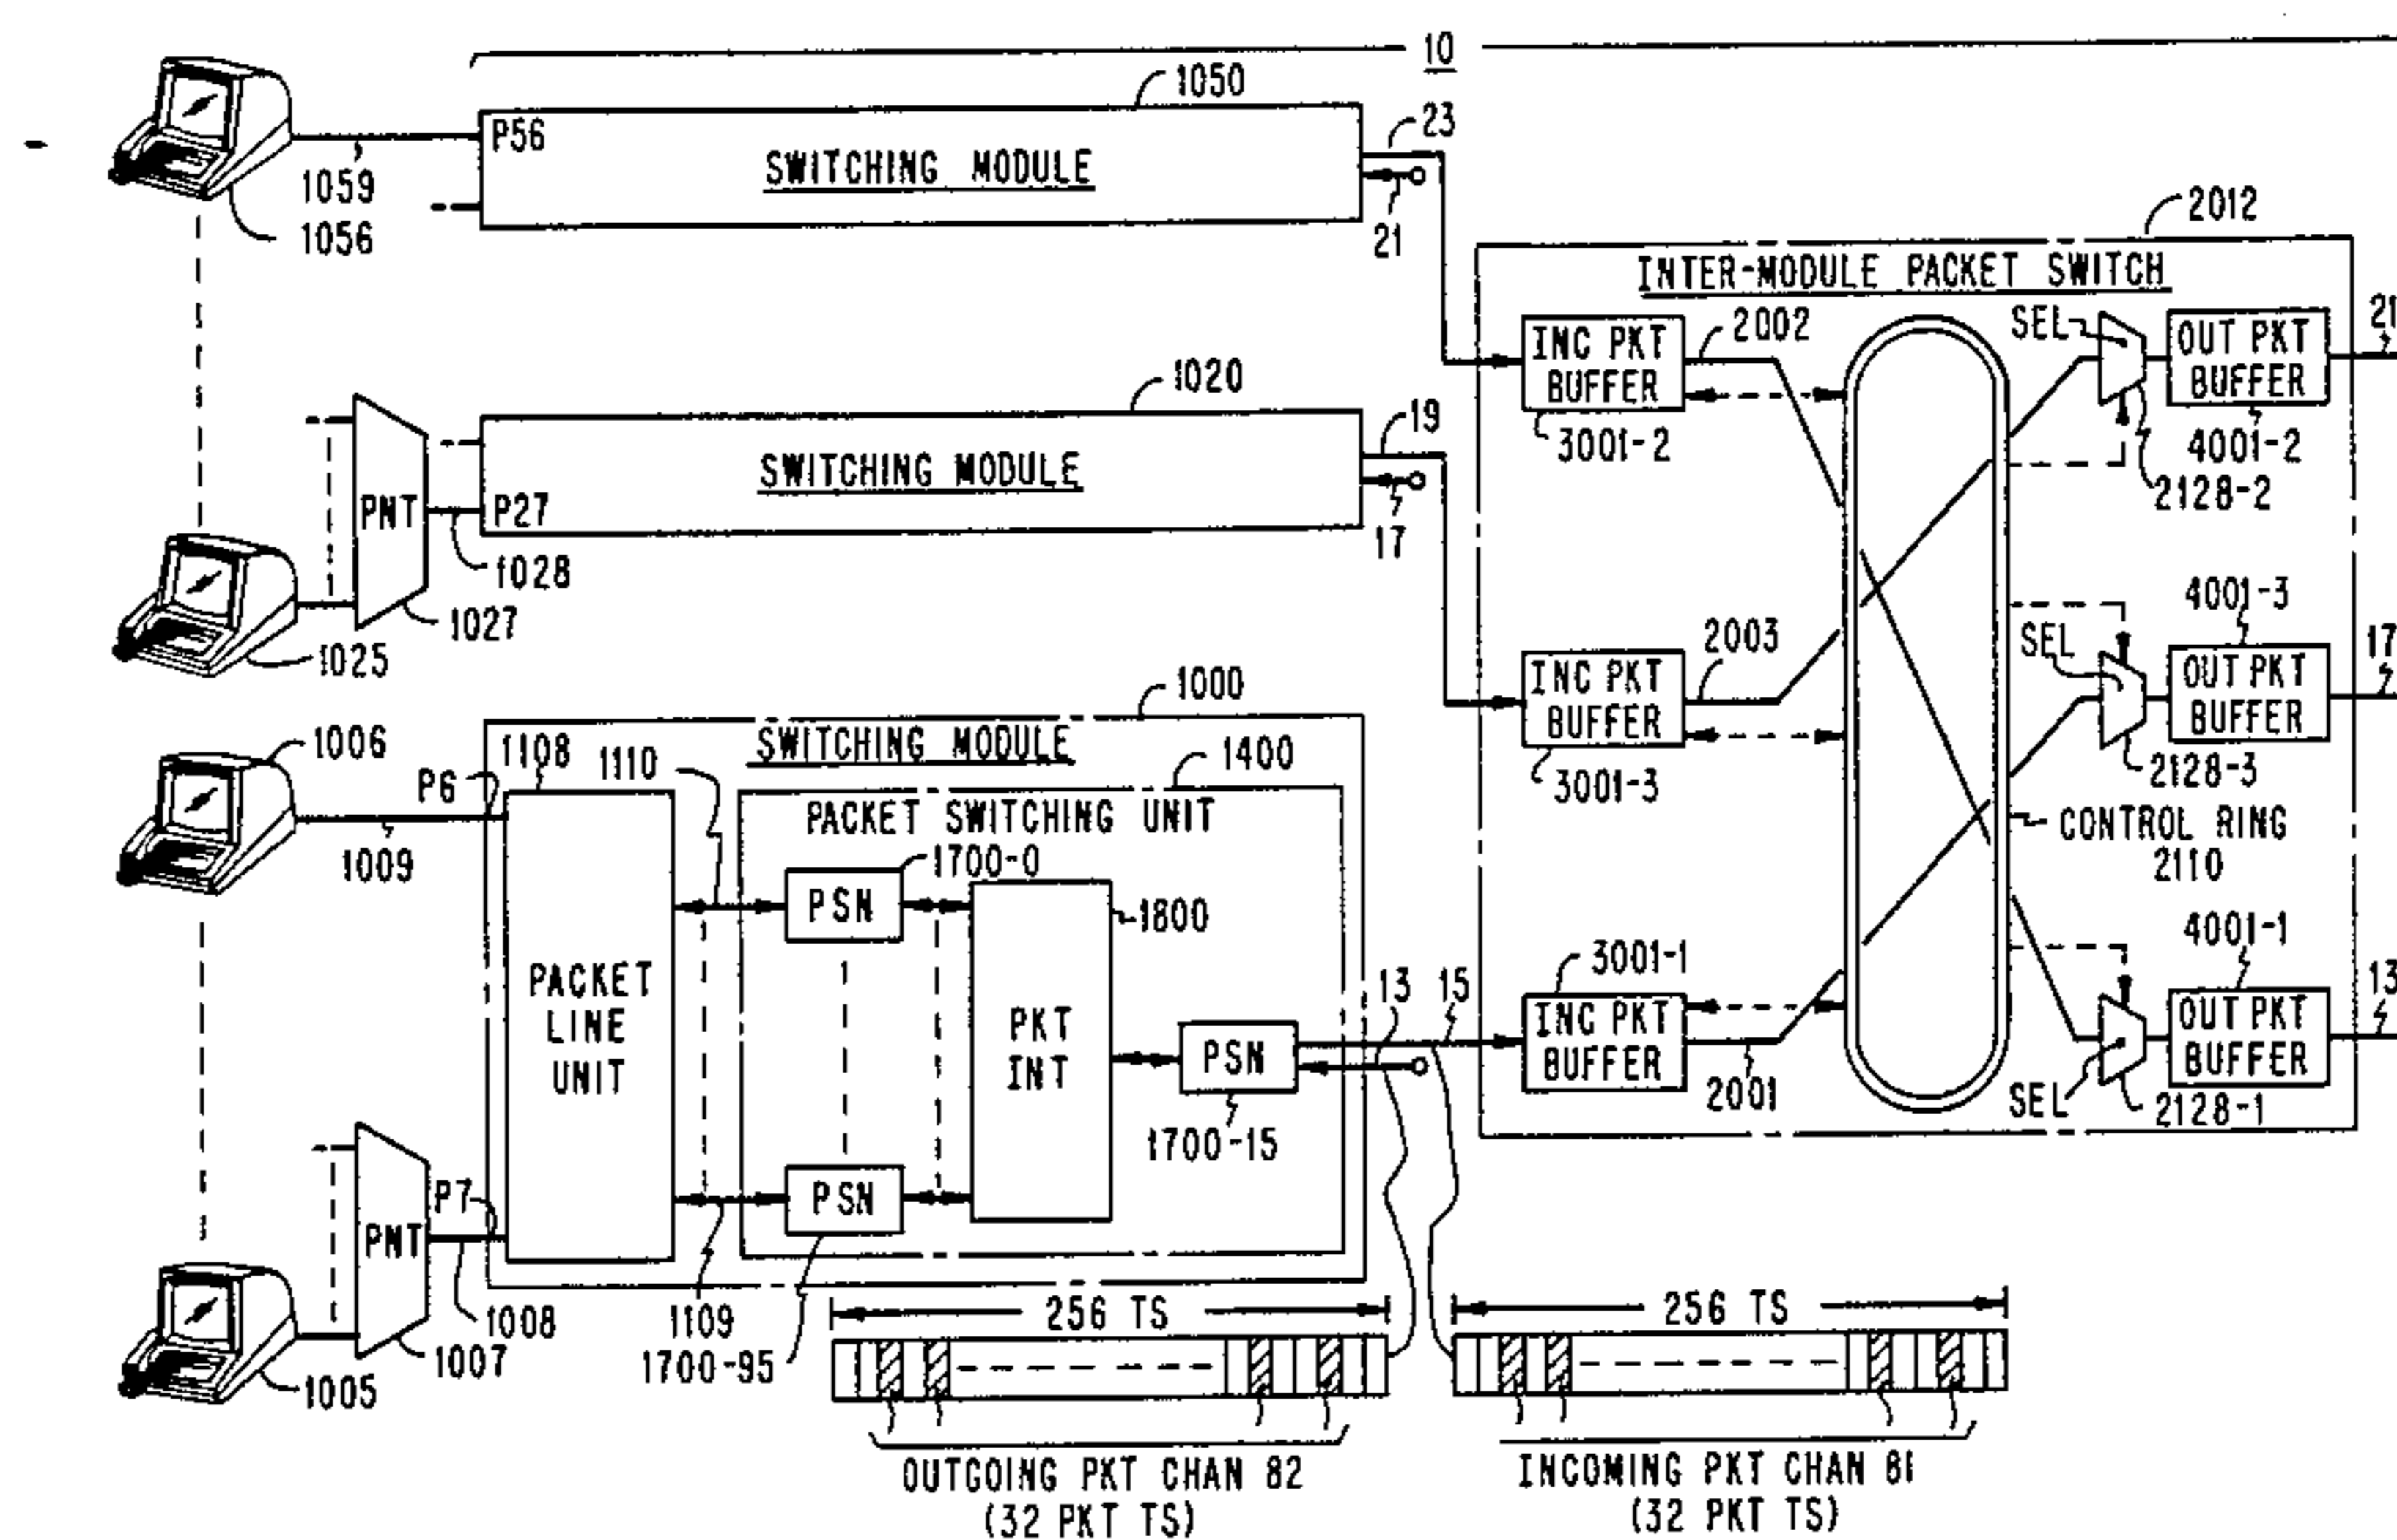 10
1050
P56
SWITCHING MODULE
23
21
1059
1056
2012
INTER-MODULE PACKET SWITCH
INC PKT
BUFFER
2002
3001-2
SEL
OUT PKT
BUFFER
21
4001-2
2128-2
1020
SWITCHING MODULE
P27
19
17
PNT
1028
1027
1025
INC PKT
BUFFER
2003
3001-3
4001-3
SEL
OUT PKT
BUFFER
17
2128-3
CONTROL RING
2110
1000
SWITCHING MODULE
1006
1108
1110
1400
P6
1009
PACKET SWITCHING UNIT
1700-0
PSN
1800
PACKET
LINE
UNIT
PKT
INT
PSN
1700-15
13
15
3001-1
INC PKT
BUFFER
2001
4001-1
OUT PKT
BUFFER
13
SEL
2128-1
PSN
P7
PNT
1008
1007
1005
1109
1700-95
256 TS
256 TS
OUTGOING PKT CHAN 82
(32 PKT TS)
INCOMING PKT CHAN 81
(32 PKT TS)